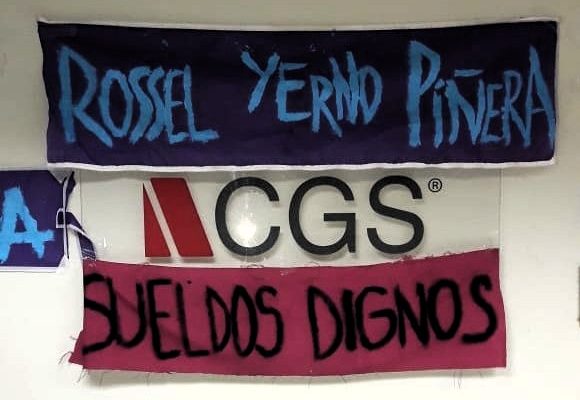 ROSSEL YERNO PIÑERA
A
CGS®
SUELDOS DIGNOS